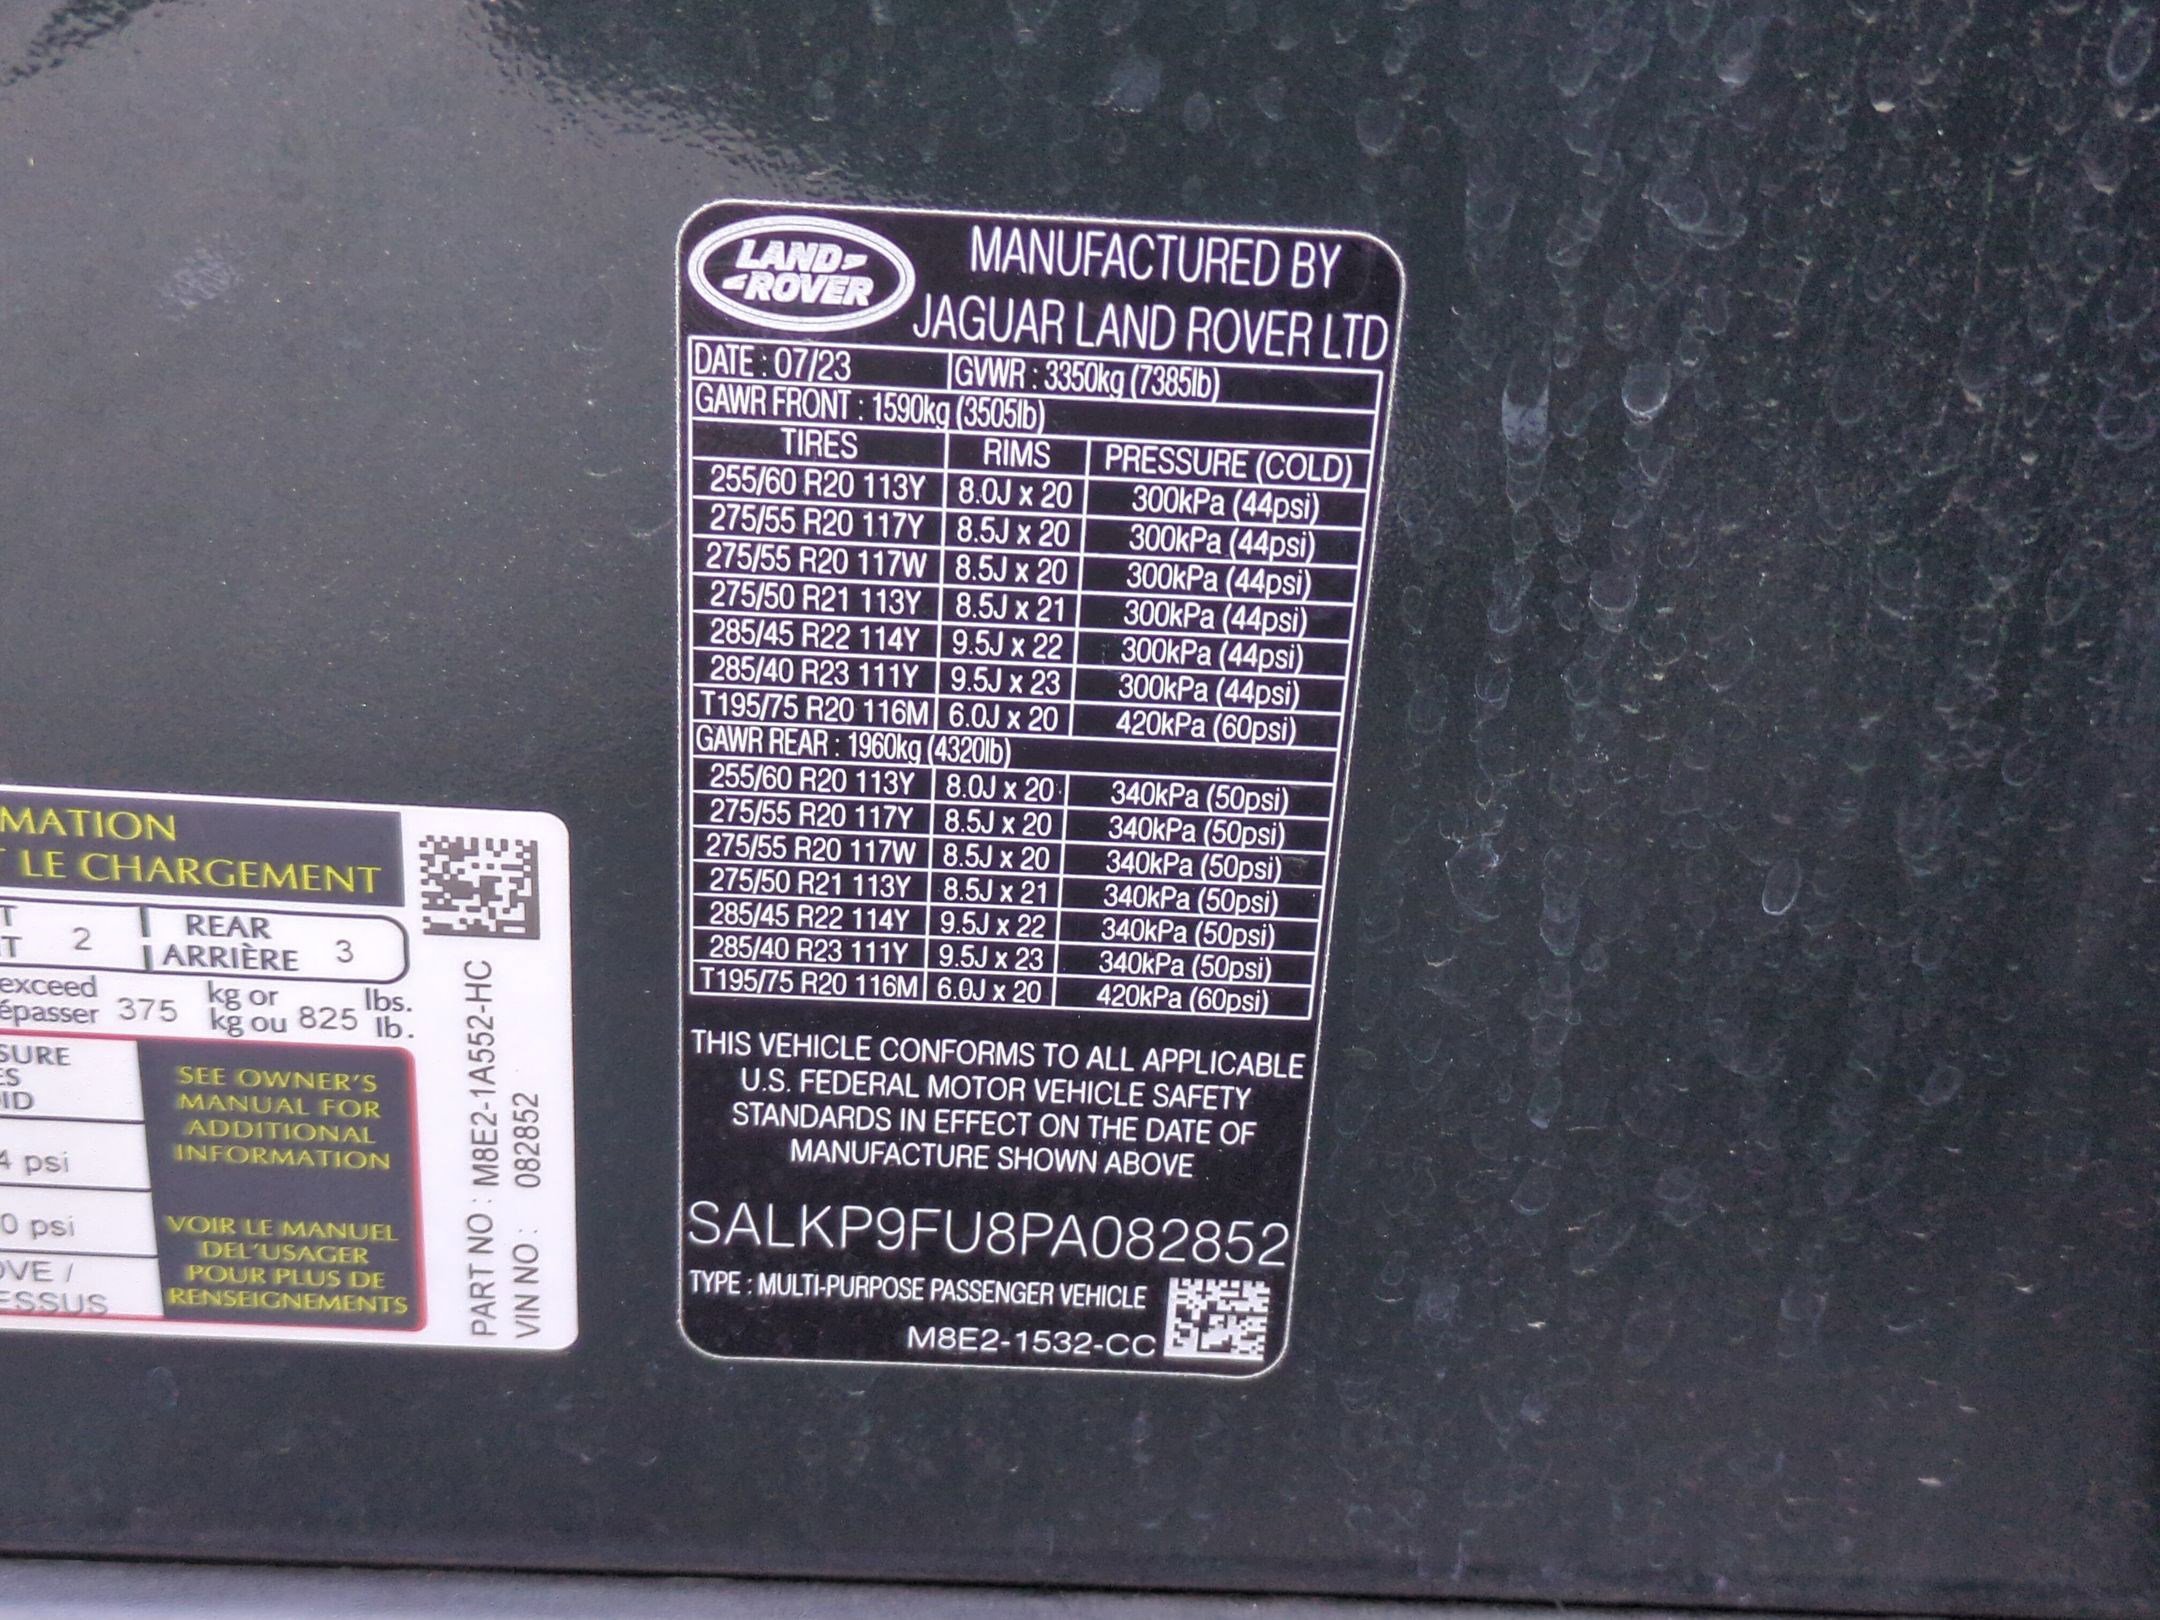 LAND
ROVER
MANUFACTURED BY
JAGUAR LAND ROVER LTD
DATE : 07/23 GVWR : 3350kg (7385lb)
GAWR FRONT : 1590kg (3505lb)
TIRES RIMS PRESSURE (COLD)
255/60 R20 113Y 8.0J x 20 300kPa (44psi)
275/55 R20 117Y 8.5J x 20 300kPa (44psi)
275/55 R20 117W 8.5J x 20 300kPa (44psi)
275/50 R21 113Y 8.5J x 21 300kPa (44psi)
285/45 R22 114Y 9.5J x 22 300kPa (44psi)
285/40 R23 111Y 9.5J x 23 300kPa (44psi)
T195/75 R20 116M 6.0J x 20 420kPa (60psi)
GAWR REAR : 1960kg (4320lb)
255/60 R20 113Y 8.0J x 20 340kPa (50psi)
275/55 R20 117Y 8.5J x 20 340kPa (50psi)
275/55 R20 117W 8.5J x 20 340kPa (50psi)
275/50 R21 113Y 8.5J x 21 340kPa (50psi)
285/45 R22 114Y 9.5J x 22 340kPa (50psi)
285/40 R23 111Y 9.5J x 23 340kPa (50psi)
T195/75 R20 116M 6.0J x 20 420kPa (60psi)
THIS VEHICLE CONFORMS TO ALL APPLICABLE
U.S. FEDERAL MOTOR VEHICLE SAFETY
STANDARDS IN EFFECT ON THE DATE OF
MANUFACTURE SHOWN ABOVE
SALKP9FU8PA082852
TYPE : MULTI-PURPOSE PASSENGER VEHICLE
M8E2-1532-CC
MATION
T LE CHARGEMENT
T 2 REAR
T ARRIÈRE 3
exceed 375 kg or 825 lbs.
épasser kg ou lb.
SURE
ES
ID
4 psi
0 psi
OVE /
ESSUS
SEE OWNER'S
MANUAL FOR
ADDITIONAL
INFORMATION
VOIR LE MANUEL
DEL'USAGER
POUR PLUS DE
RENSEIGNEMENTS
PART NO : M8E2-1A552-HC
VIN NO : 082852